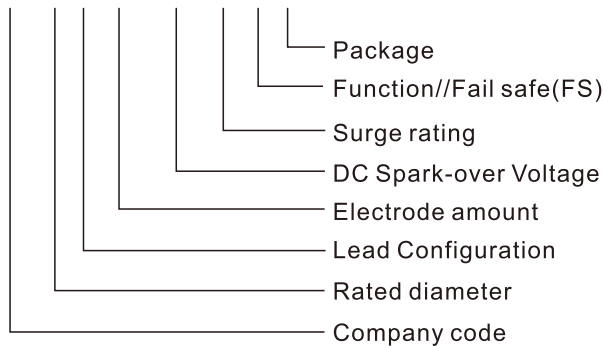 Package
Function//Fail safe(FS)
Surge rating
DC Spark-over Voltage
Electrode amount
Lead Configuration
Rated diameter
Company code